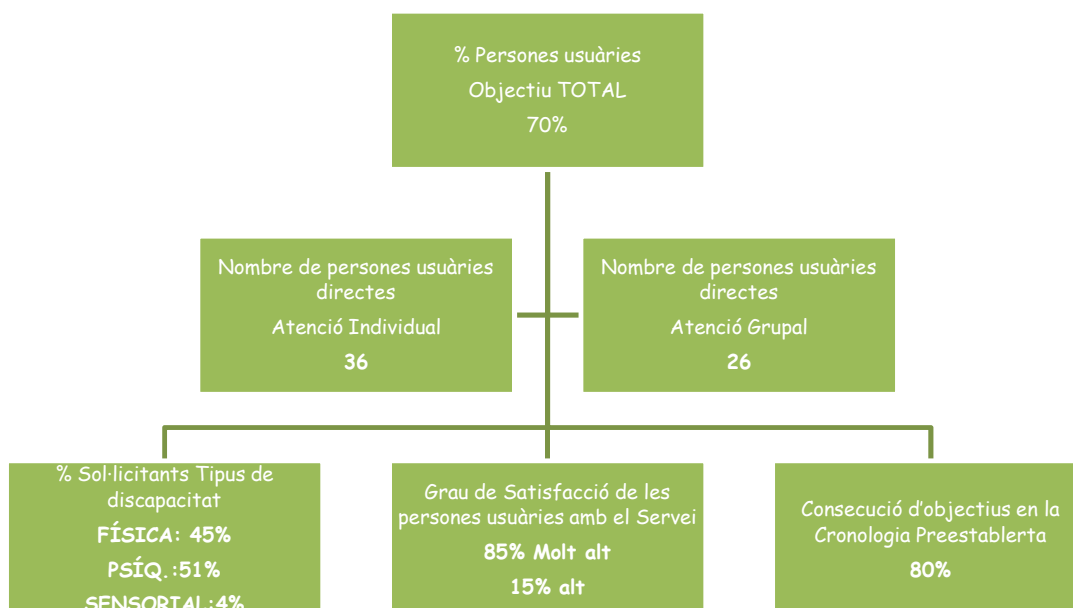 % Persones usuàries
Objectiu TOTAL
70%
Nombre de persones usuàries
directes
Atenció Individual
36
Nombre de persones usuàries
directes
Atenció Grupal
26
% Sol·licitants Tipus de
discapacitat
FÍSICA: 45%
PSÍQ.:51%
SENSORIAL:4%
Grau de Satisfacció de les
persones usuàries amb el Servei
85% Molt alt
15% alt
Consecució d'objectius en la
Cronologia Preestablerta
80%